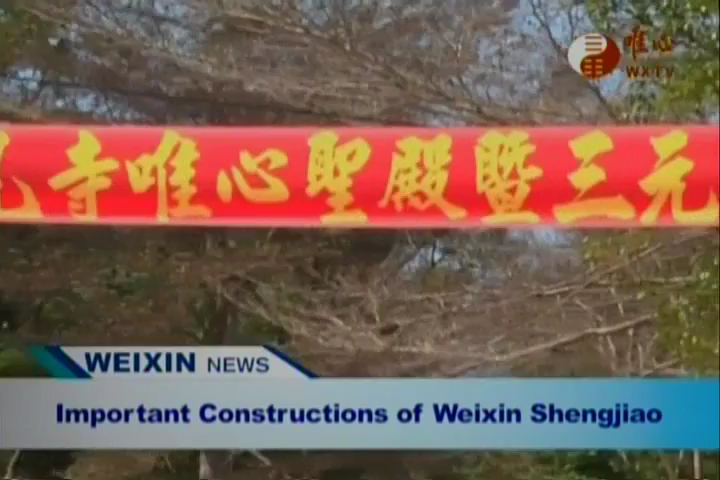 唯心
WXTV
寺唯心聖殿暨三元
WEIXIN NEWS
Important Constructions of Weixin Shengjiao